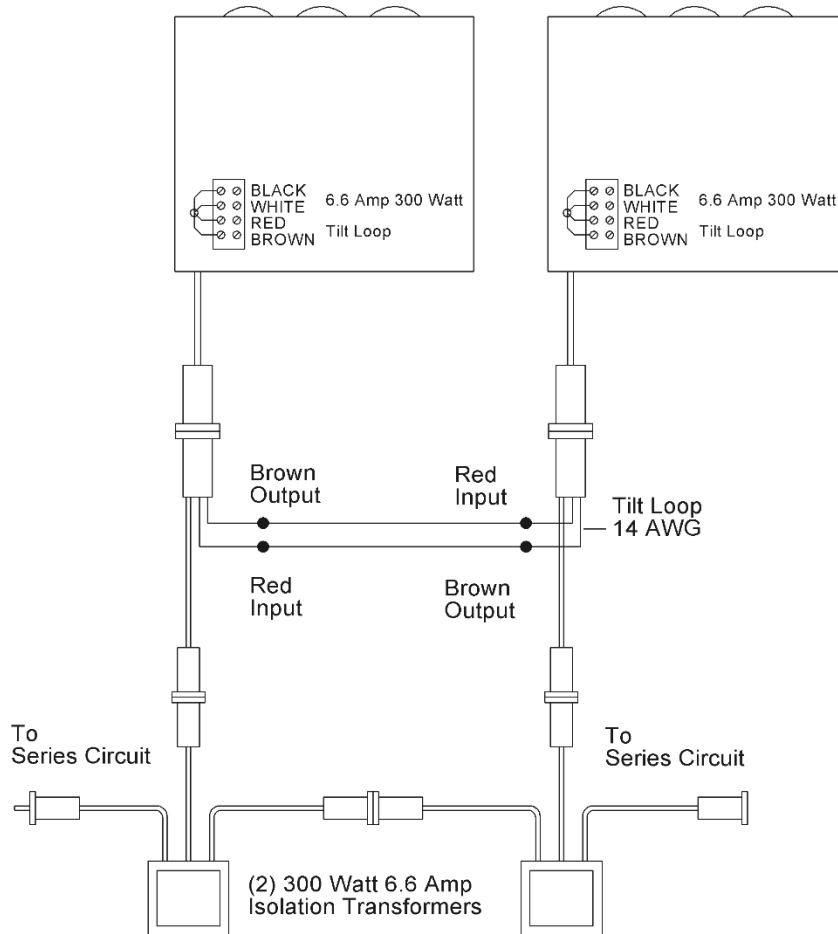 BLACK
WHITE
RED
BROWN
6.6 Amp 300 Watt
Tilt Loop
BLACK
WHITE
RED
BROWN
6.6 Amp 300 Watt
Tilt Loop
Brown
Output
Red
Input
Tilt Loop
14 AWG
Red
Input
Brown
Output
To
Series Circuit
To
Series Circuit
(2) 300 Watt 6.6 Amp
Isolation Transformers